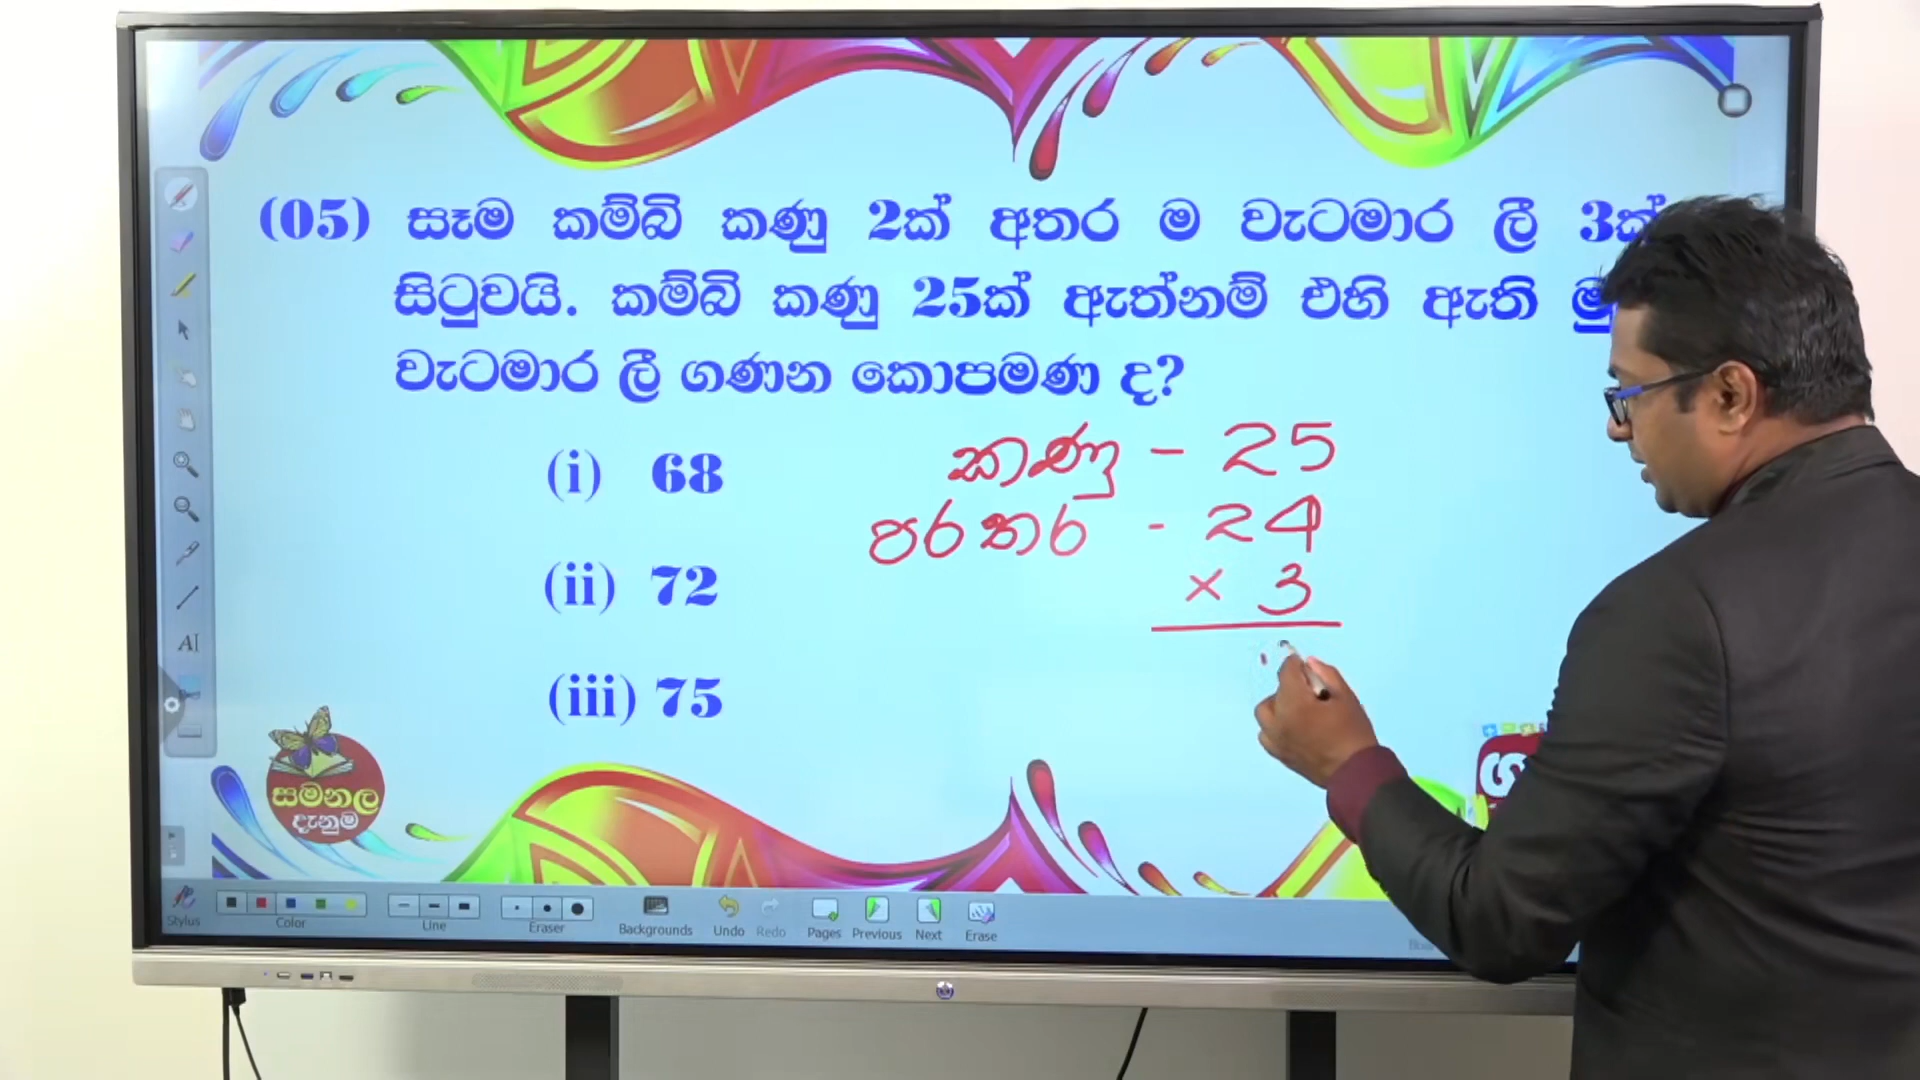 (05) සෑම කම්බි කණු 2ක් අතර ම වැටමාර ලී 3ක්
සිටුවයි. කම්බි කණු 25ක් ඇත්නම් එහි ඇති මු
වැටමාර ලී ගණන කොපමණ ද?
(i) 68
(ii) 72
(iii) 75
කණු - 25
පරතර - 24
× 3
සමනල
දැනුම
AI
Stylus
Color
Line
Eraser
Backgrounds
Undo
Redo
Pages
Previous
Next
Erase